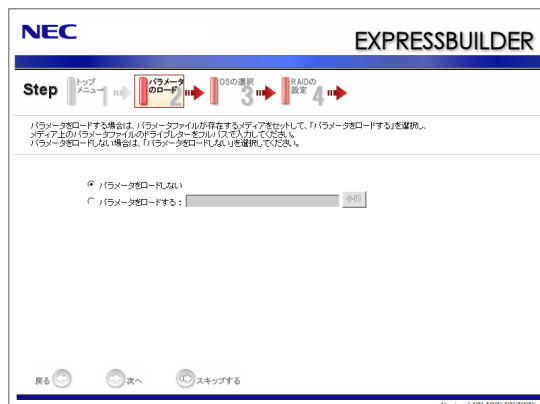 NEC
EXPRESSBUILDER
Step
トップ
メニュー 1
パラメータ
のロード 2
OSの選択
3
RAIDの
設定 4
パラメータをロードする場合は、パラメータファイルが存在するメディアをセットして、「パラメータをロードする」を選択し、
メディア上のパラメータファイルのドライブレターをフルパスで入力してください。
パラメータをロードしない場合は、「パラメータをロードしない」を選択してください。
パラメータをロードしない
パラメータをロードする：
参照
戻る
次へ
スキップする